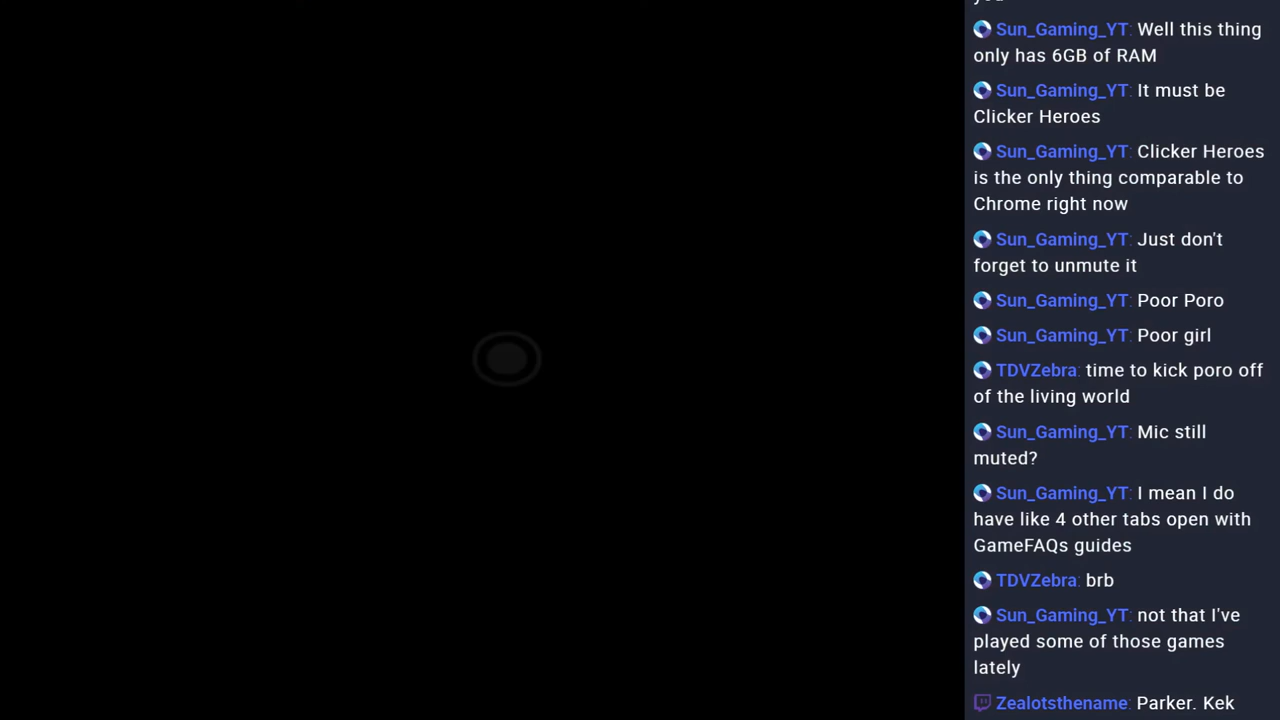 Sun_Gaming_YT: Well this thing
only has 6GB of RAM
Sun_Gaming_YT: It must be
Clicker Heroes
Sun_Gaming_YT: Clicker Heroes
is the only thing comparable to
Chrome right now
Sun_Gaming_YT: Just don't
forget to unmute it
Sun_Gaming_YT: Poor Poro
Sun_Gaming_YT: Poor girl
TDVZebra: time to kick poro off
of the living world
Sun_Gaming_YT: Mic still
muted?
Sun_Gaming_YT: I mean I do
have like 4 other tabs open with
GameFAQs guides
TDVZebra: brb
Sun_Gaming_YT: not that I've
played some of those games
lately
Zealotsthename: Parker. Kek